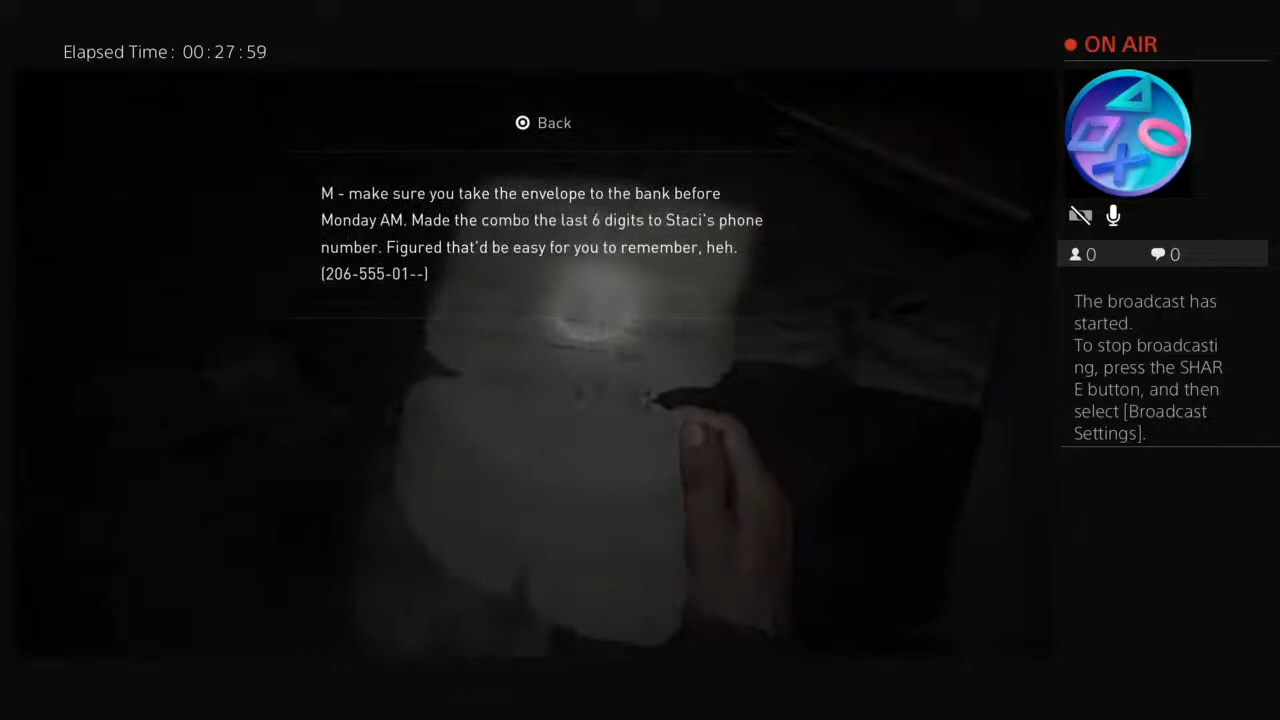 Elapsed Time: 00:27:59
ON AIR
Back
M - make sure you take the envelope to the bank before
Monday AM. Made the combo the last 6 digits to Staci's phone
number. Figured that'd be easy for you to remember, heh.
(206-555-01--)
0
0
The broadcast has
started.
To stop broadcasti
ng, press the SHAR
E button, and then
select [Broadcast
Settings].